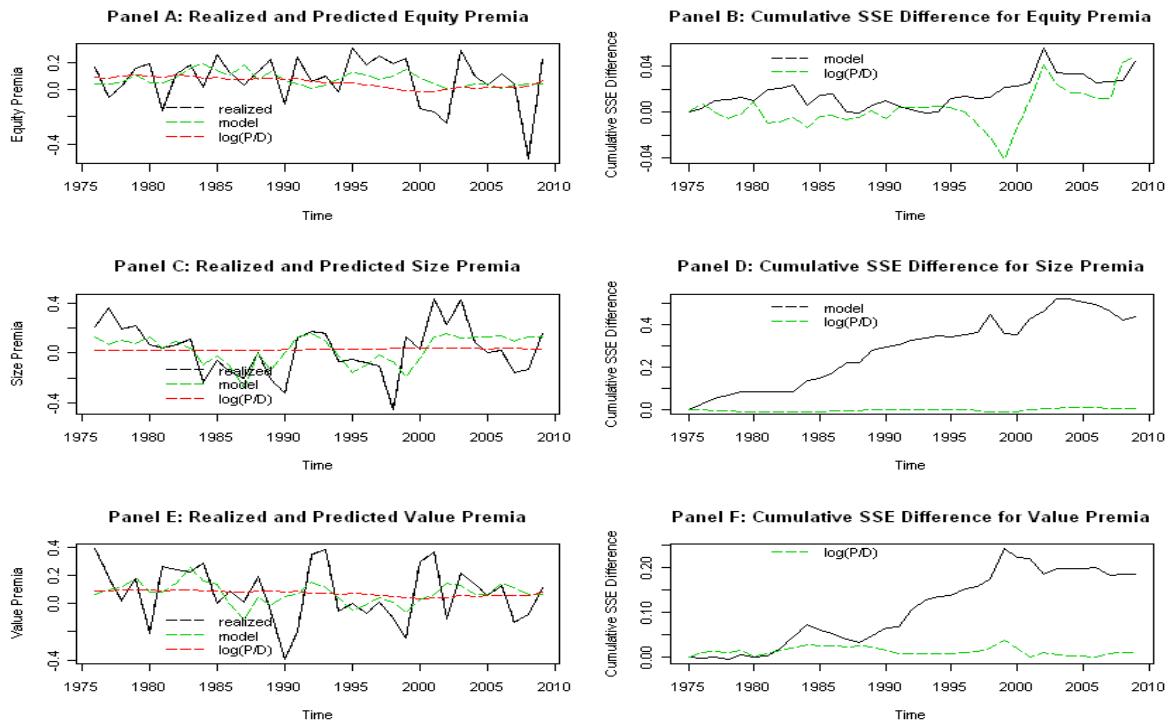 Panel A: Realized and Predicted Equity Premia
Equity Premia
0.2
0.0
-0.4
realized
model
log(P/D)
1975 1980 1985 1990 1995 2000 2005 2010
Time
Panel B: Cumulative SSE Difference for Equity Premia
Cumulative SSE Difference
0.04
0.00
-0.04
model
log(P/D)
1975 1980 1985 1990 1995 2000 2005 2010
Time
Panel C: Realized and Predicted Size Premia
Size Premia
0.4
0.0
-0.4
realized
model
log(P/D)
1975 1980 1985 1990 1995 2000 2005 2010
Time
Panel D: Cumulative SSE Difference for Size Premia
Cumulative SSE Difference
0.4
0.2
0.0
model
log(P/D)
1975 1980 1985 1990 1995 2000 2005 2010
Time
Panel E: Realized and Predicted Value Premia
Value Premia
0.4
0.2
0.0
-0.4
realized
model
log(P/D)
1975 1980 1985 1990 1995 2000 2005 2010
Time
Panel F: Cumulative SSE Difference for Value Premia
Cumulative SSE Difference
0.20
0.10
0.00
log(P/D)
1975 1980 1985 1990 1995 2000 2005 2010
Time